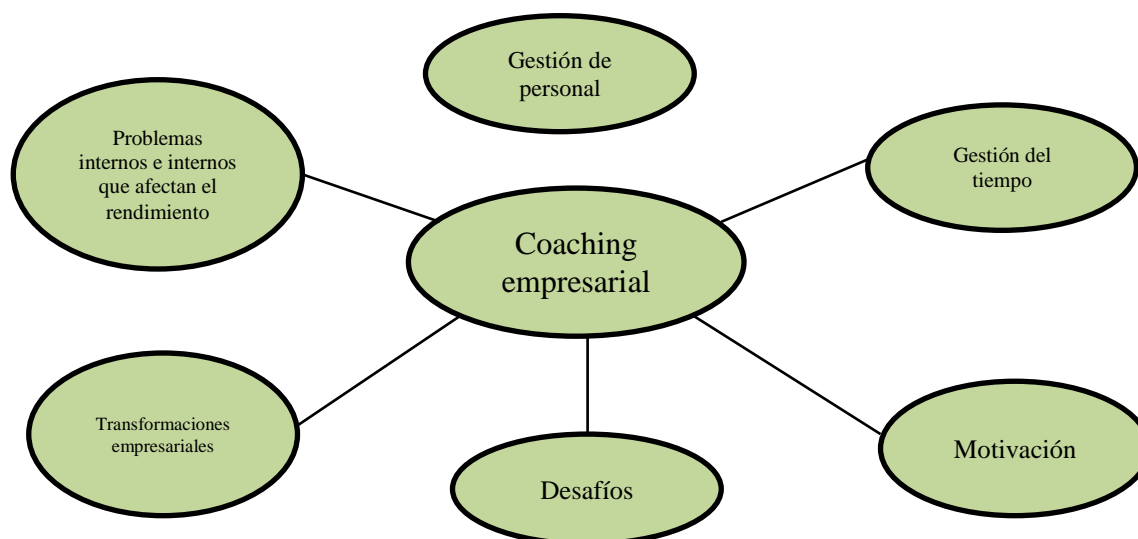 Gestión de
personal
Problemas
internos e internos
que afectan el
rendimiento
Gestión del
tiempo
Coaching
empresarial
Transformaciones
empresariales
Desafíos
Motivación